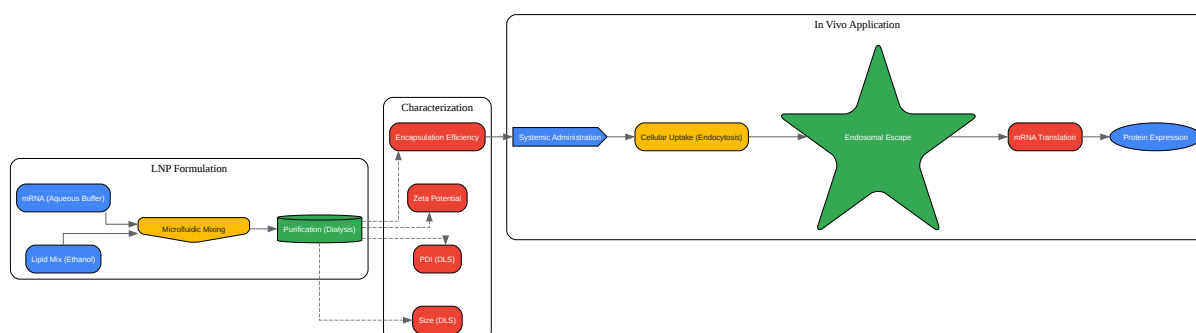 In Vivo Application
Characterization
Encapsulation Efficiency
Systemic Administration
Cellular Uptake (Endocytosis)
Endosomal Escape
mRNA Translation
Protein Expression
LNP Formulation
mRNA (Aqueous Buffer)
Zeta Potential
Microfluidic Mixing
Purification (Dialysis)
Lipid Mix (Ethanol)
PDI (DLS)
Size (DLS)